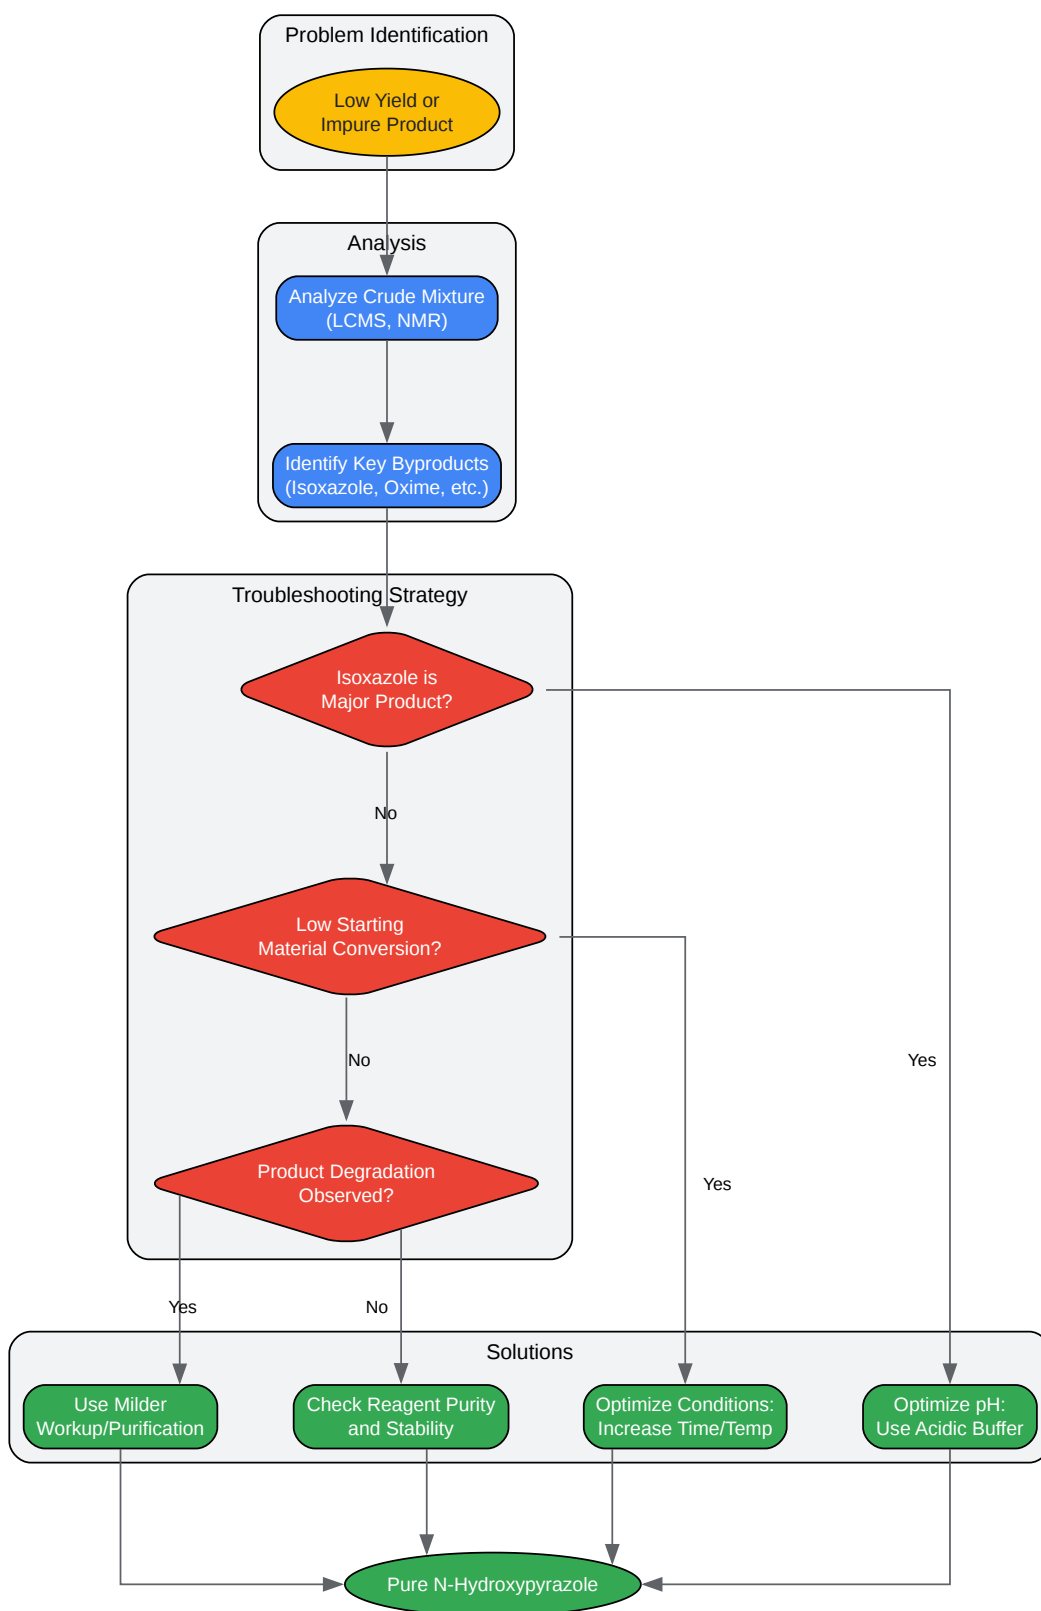 Problem Identification
Low Yield or
Impure Product
Analysis
Analyze Crude Mixture
(LCMS, NMR)
Identify Key Byproducts
(Isoxazole, Oxime, etc.)
Troubleshooting Strategy
Isoxazole is
Major Product?
No
Low Starting
Material Conversion?
No
Yes
Product Degradation
Observed?
Yes
Yes
No
Solutions
Use Milder
Workup/Purification
Check Reagent Purity
and Stability
Optimize Conditions:
Increase Time/Temp
Optimize pH:
Use Acidic Buffer
Pure N-Hydroxypyrazole